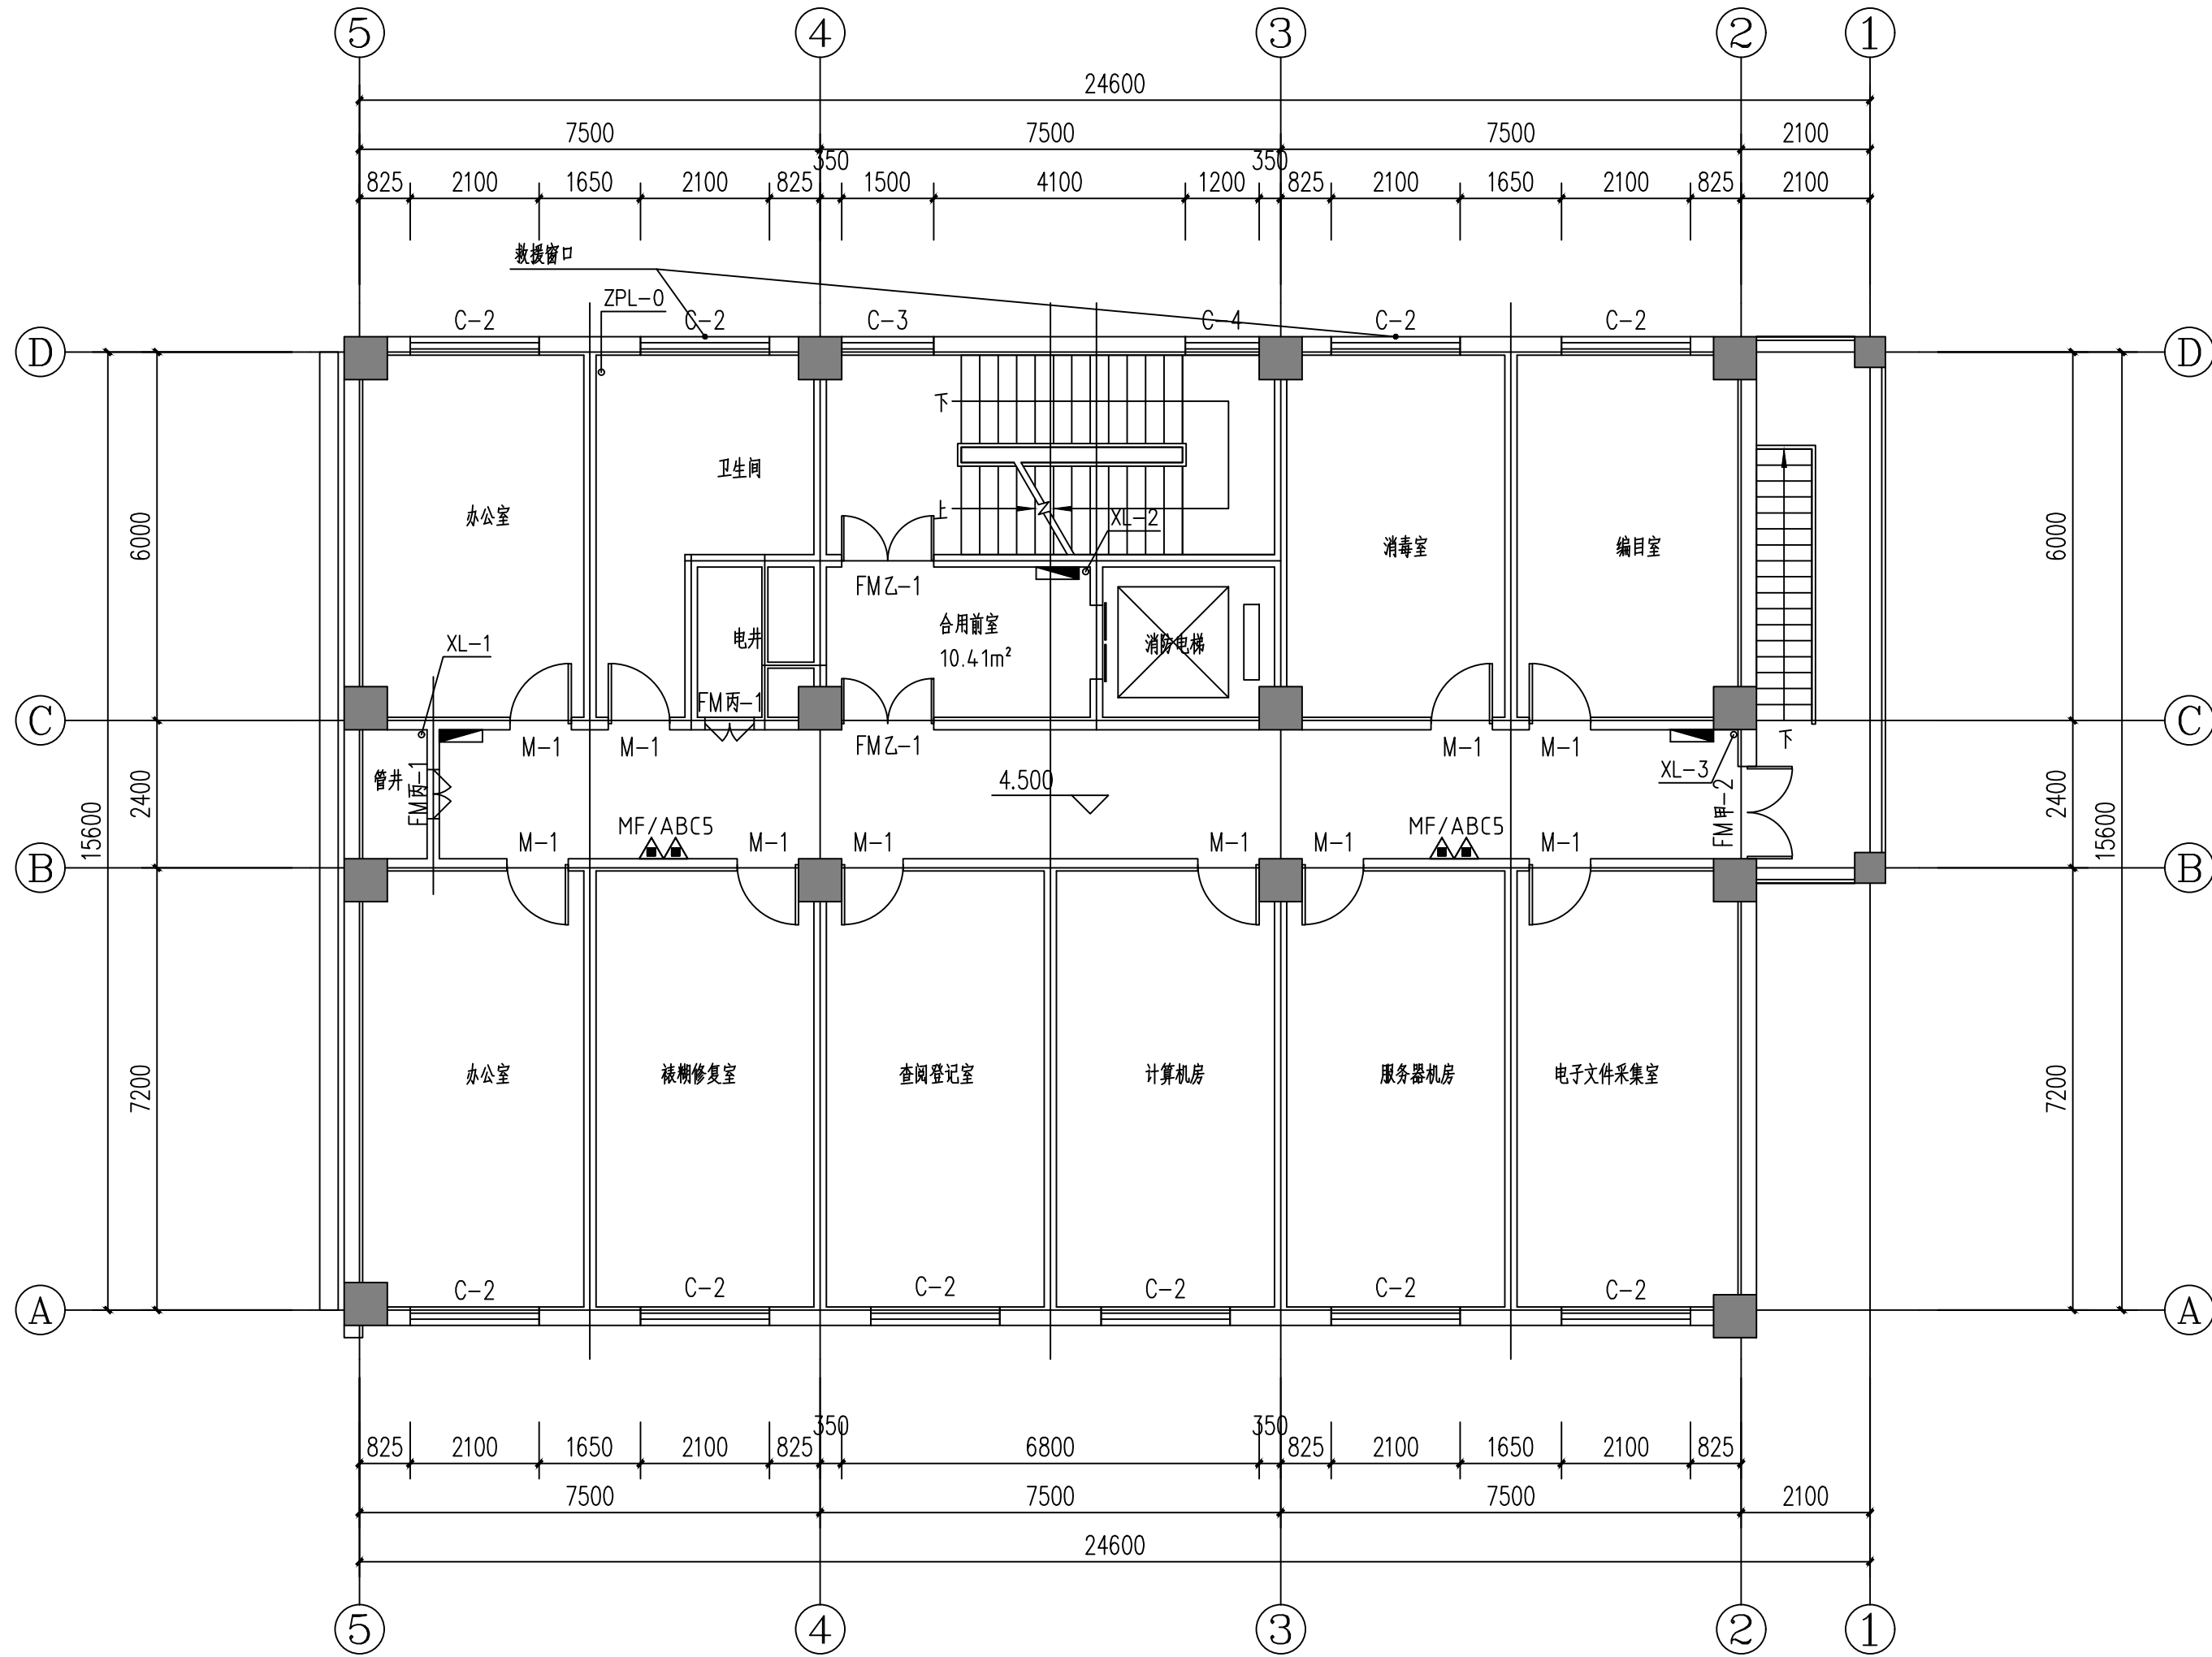 5 4 3 2 1
24600
7500 7500 7500 2100
350 350
825 2100 1650 2100 825 1500 4100 1200 825 2100 1650 2100 825 2100
救援窗口
ZPL-0
C-2 C-2 C-3 C-4 C-2 C-2
D D
下
卫生间
办公室
上
XL-2
消毒室
编目室
6000 6000
FM乙-1
合用前室
10.41m²
消防电梯
电井
XL-1
FM丙-1
C C
M-1 M-1 FM乙-1 M-1 M-1
下
XL-3
管井
FM丙-1
4.500
FM甲-2
2400 2400
15600 15600
MF/ABC5 MF/ABC5
M-1 M-1 M-1 M-1 M-1 M-1
B B
办公室 裱糊修复室 查阅登记室 计算机房 服务器机房 电子文件采集室
7200 7200
C-2 C-2 C-2 C-2 C-2 C-2
A A
350 350
825 2100 1650 2100 825 6800 825 2100 1650 2100 825
7500 7500 7500 2100
24600
5 4 3 2 1